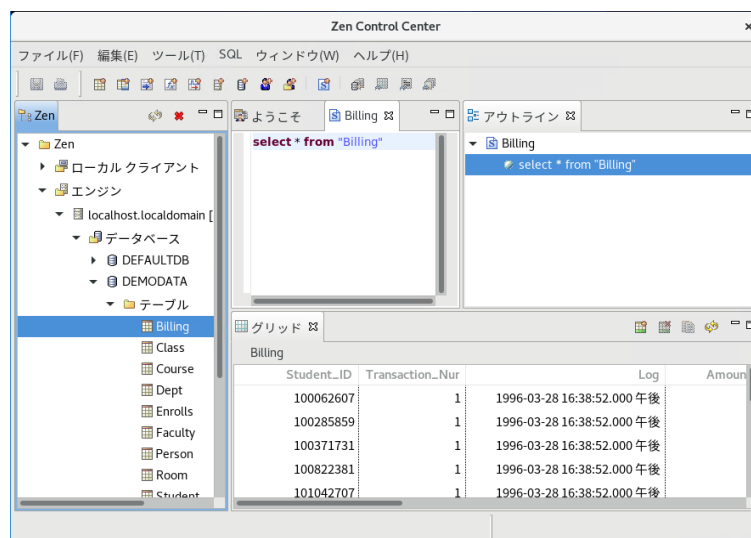 Zen Control Center
ファイル(F) 編集(E) ツール(T) SQL ウィンドウ(W) ヘルプ(H)
Zen
Zen
ローカル クライアント
エンジン
localhost.localdomain [
データベース
DEFAULTDB
DEMODATA
テーブル
Billing
Class
Course
Dept
Enrolls
Faculty
Person
Room
Student
ようこそ
Billing
select * from "Billing"
アウトライン
Billing
select * from "Billing"
グリッド
Billing
Student_ID Transaction_Nur Log Amoun
100062607 1 1996-03-28 16:38:52.000 午後
100285859 1 1996-03-28 16:38:52.000 午後
100371731 1 1996-03-28 16:38:52.000 午後
100822381 1 1996-03-28 16:38:52.000 午後
101042707 1 1996-03-28 16:38:52.000 午後